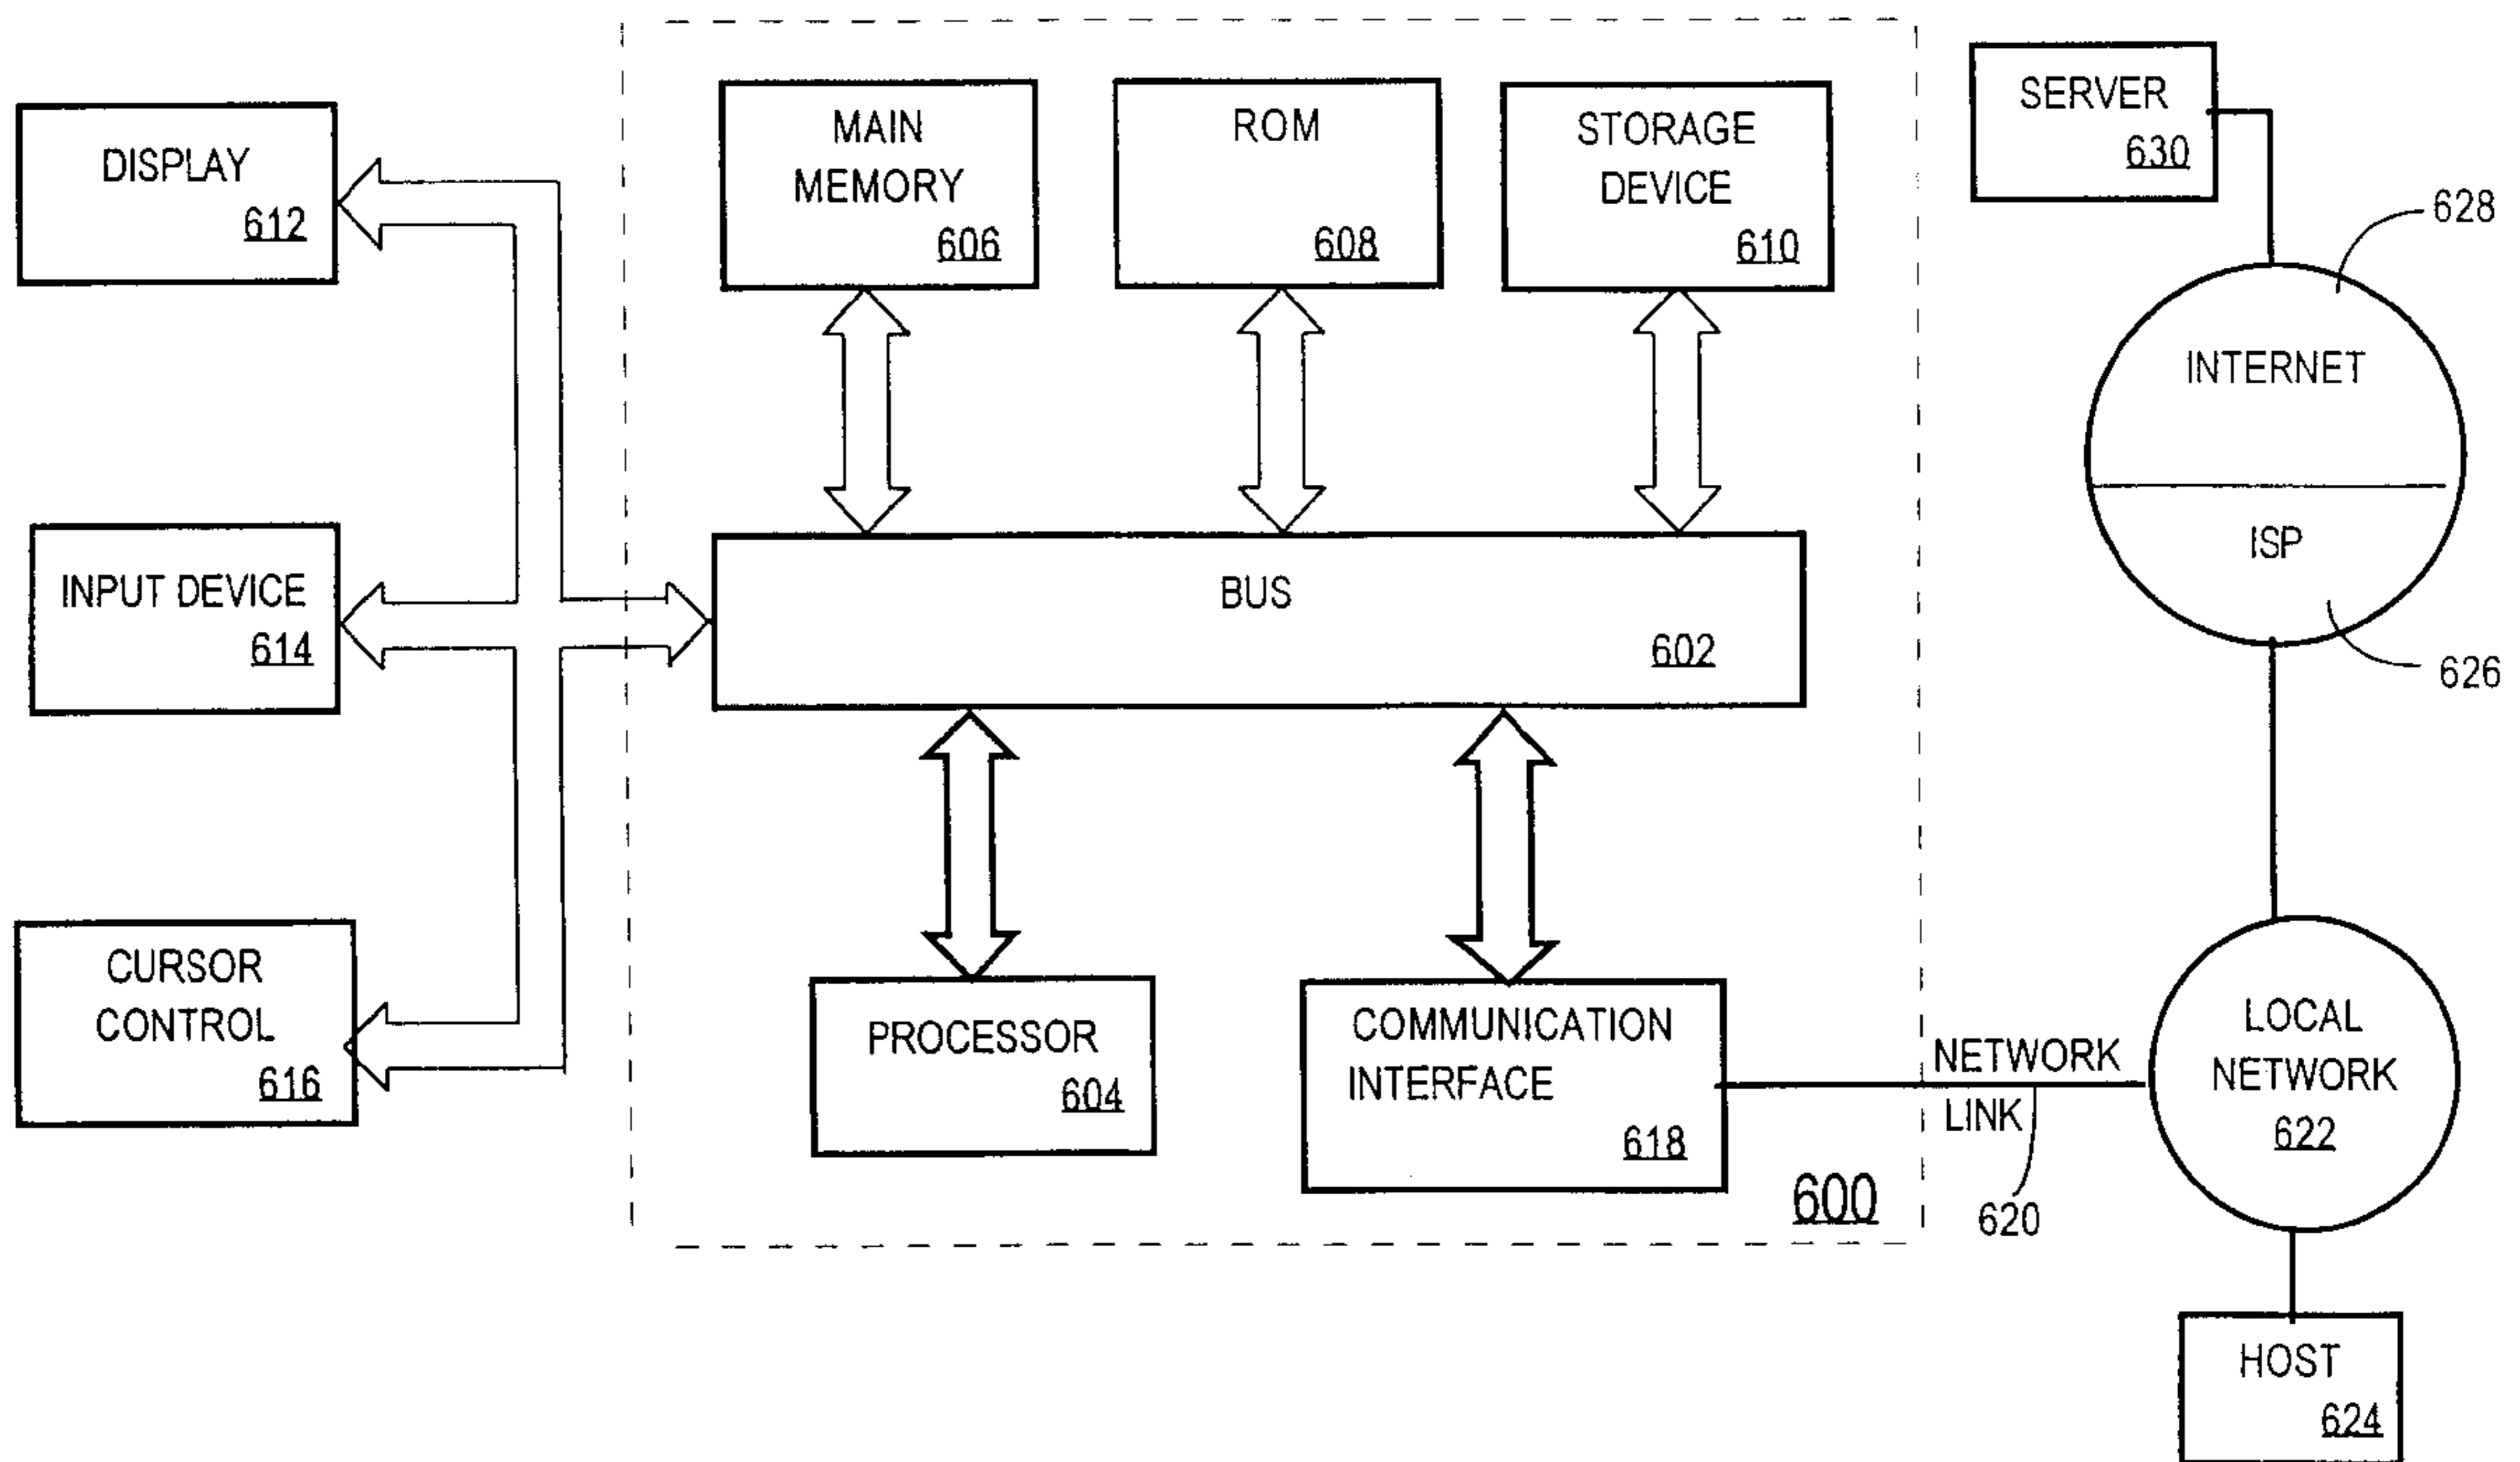 DISPLAY
612
INPUT DEVICE
614
CURSOR
CONTROL
616
MAIN
MEMORY
606
ROM
608
STORAGE
DEVICE
610
BUS
602
PROCESSOR
604
COMMUNICATION
INTERFACE
618
600
SERVER
630
628
INTERNET
ISP
626
NETWORK
LINK
620
LOCAL
NETWORK
622
HOST
624